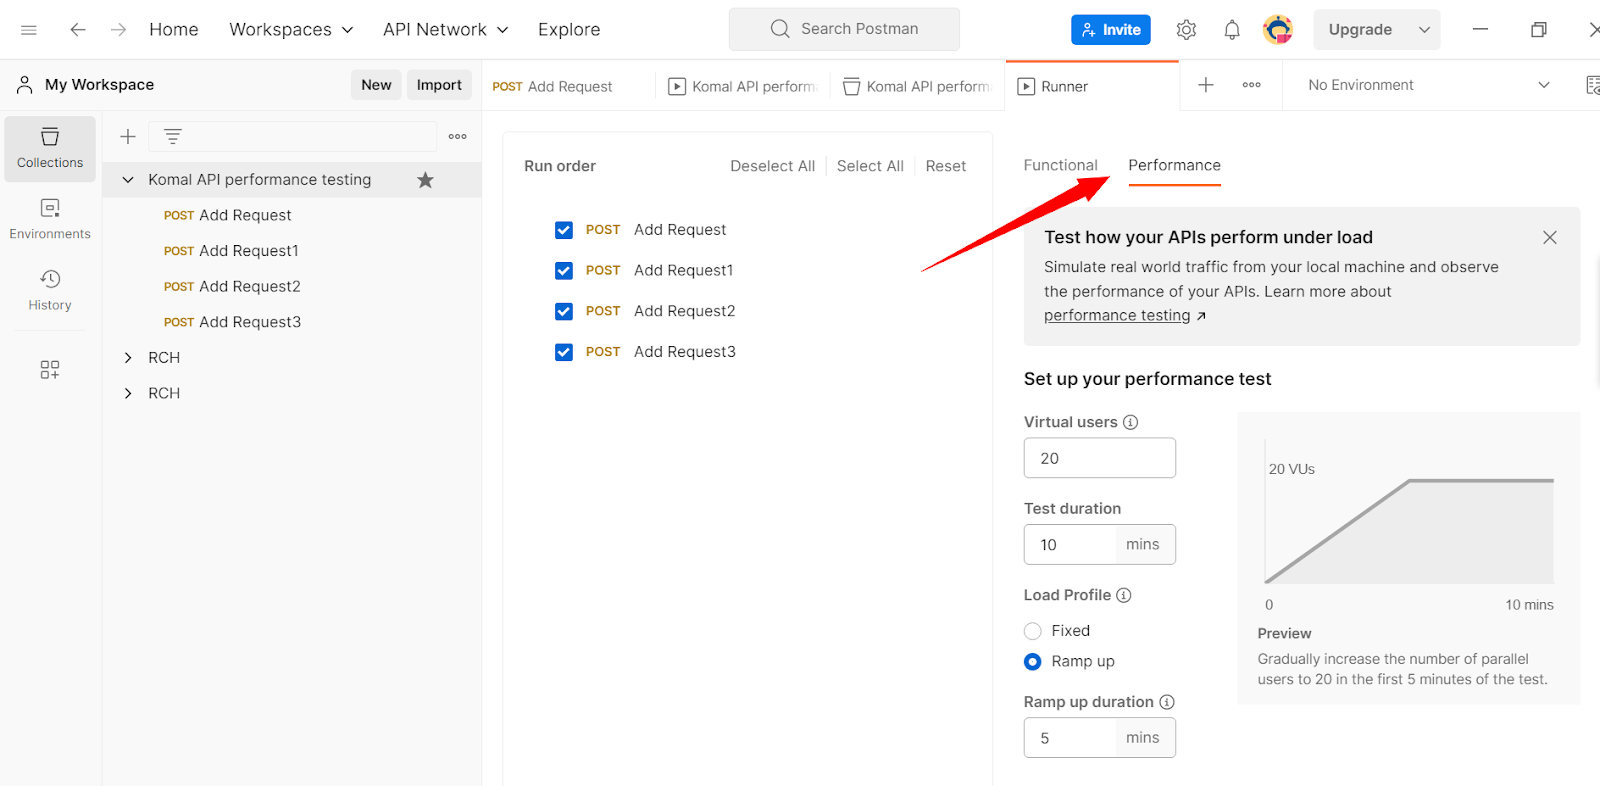 Home Workspaces API Network Explore Search Postman Invite Upgrade
My Workspace New Import POST Add Request Komal API perform Komal API perform Runner No Environment
Collections
Environments
History
Komal API performance testing
POST Add Request
POST Add Request1
POST Add Request2
POST Add Request3
RCH
RCH
Run order Deselect All Select All Reset
POST Add Request
POST Add Request1
POST Add Request2
POST Add Request3
Functional Performance
Test how your APIs perform under load
Simulate real world traffic from your local machine and observe
the performance of your APIs. Learn more about
performance testing
Set up your performance test
Virtual users
20
Test duration
10 mins
Load Profile
Fixed
Ramp up
Ramp up duration
5 mins
20 VUs
0 10 mins
Preview
Gradually increase the number of parallel
users to 20 in the first 5 minutes of the test.